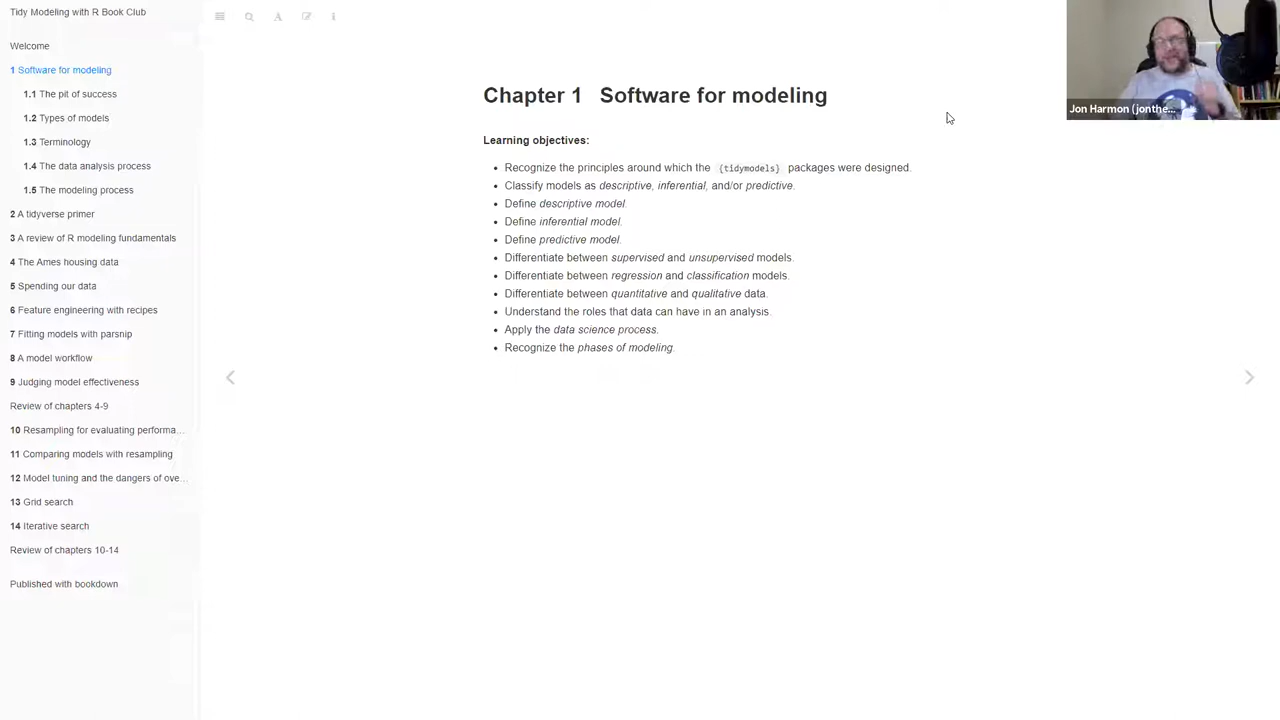 Tidy Modeling with R Book Club
Welcome
1 Software for modeling
1.1 The pit of success
1.2 Types of models
1.3 Terminology
1.4 The data analysis process
1.5 The modeling process
2 A tidyverse primer
3 A review of R modeling fundamentals
4 The Ames housing data
5 Spending our data
6 Feature engineering with recipes
7 Fitting models with parsnip
8 A model workflow
9 Judging model effectiveness
Review of chapters 4-9
10 Resampling for evaluating performa...
11 Comparing models with resampling
12 Model tuning and the dangers of ove...
13 Grid search
14 Iterative search
Review of chapters 10-14
Published with bookdown
Chapter 1 Software for modeling
Learning objectives:
• Recognize the principles around which the {tidymodels} packages were designed.
• Classify models as descriptive, inferential, and/or predictive.
• Define descriptive model.
• Define inferential model.
• Define predictive model.
• Differentiate between supervised and unsupervised models.
• Differentiate between regression and classification models.
• Differentiate between quantitative and qualitative data.
• Understand the roles that data can have in an analysis.
• Apply the data science process.
• Recognize the phases of modeling.
Jon Harmon (jonthe...